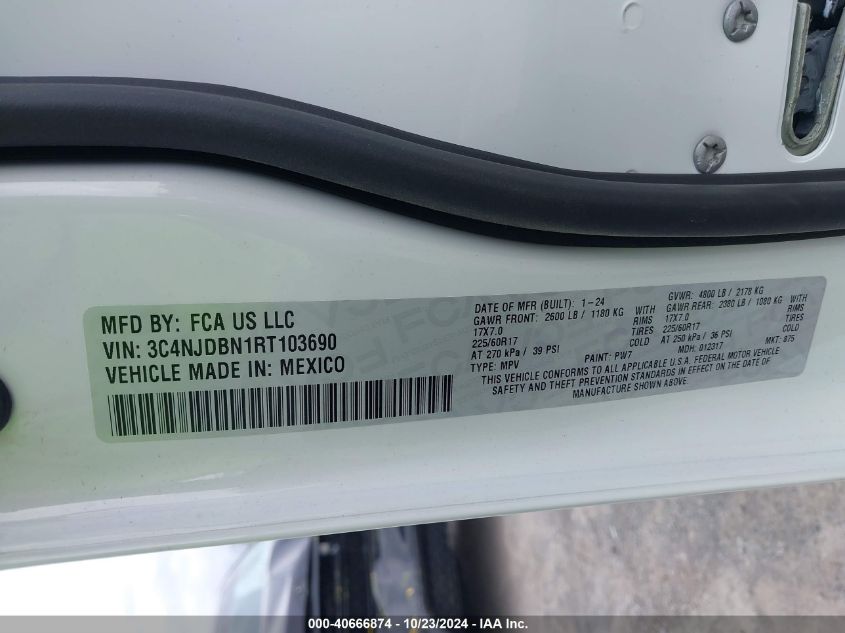 MFD BY: FCA US LLC
VIN: 3C4NJDBN1RT103690
VEHICLE MADE IN: MEXICO
DATE OF MFR (BUILT): 1-24
GVWR: 4800 LB / 2178 KG
GAWR FRONT: 2600 LB / 1180 KG WITH
GAWR REAR: 2380 LB / 1080 KG WITH
17X7.0 RIMS
17X7.0 RIMS
225/60R17 TIRES
225/60R17 TIRES
AT 270 kPa / 39 PSI COLD
AT 250 kPa / 36 PSI COLD
TYPE: MPV PAINT: PW7 MDH: 012317 MKT: 875
THIS VEHICLE CONFORMS TO ALL APPLICABLE U.S.A. FEDERAL MOTOR VEHICLE
SAFETY AND THEFT PREVENTION STANDARDS IN EFFECT ON THE DATE OF
MANUFACTURE SHOWN ABOVE.
000-40666874 - 10/23/2024 - IAA Inc.